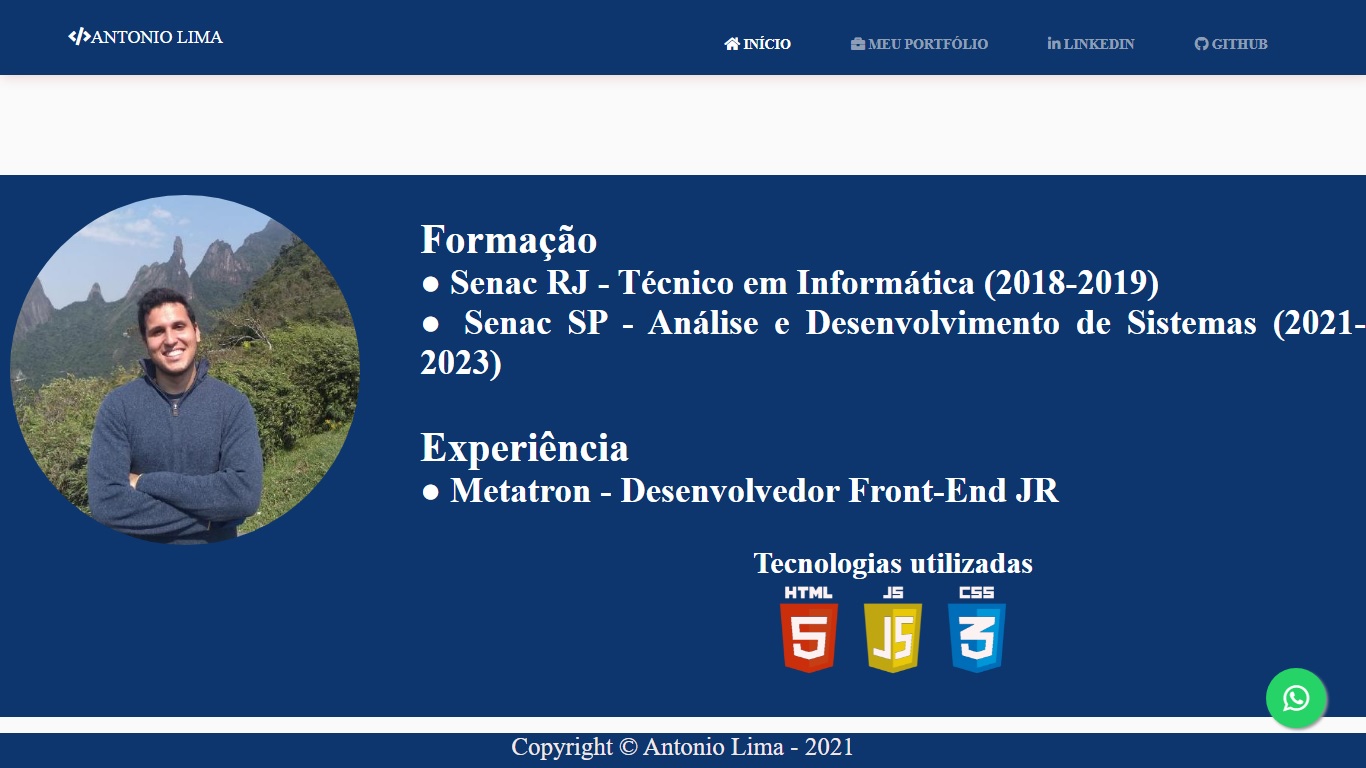 </>ANTONIO LIMA
INÍCIO MEU PORTFÓLIO LINKEDIN GITHUB
Formação
● Senac RJ - Técnico em Informática (2018-2019)
● Senac SP - Análise e Desenvolvimento de Sistemas (2021-
2023)
Experiência
● Metatron - Desenvolvedor Front-End JR
Tecnologias utilizadas
HTML JS CSS
5 JS 3
Copyright © Antonio Lima - 2021